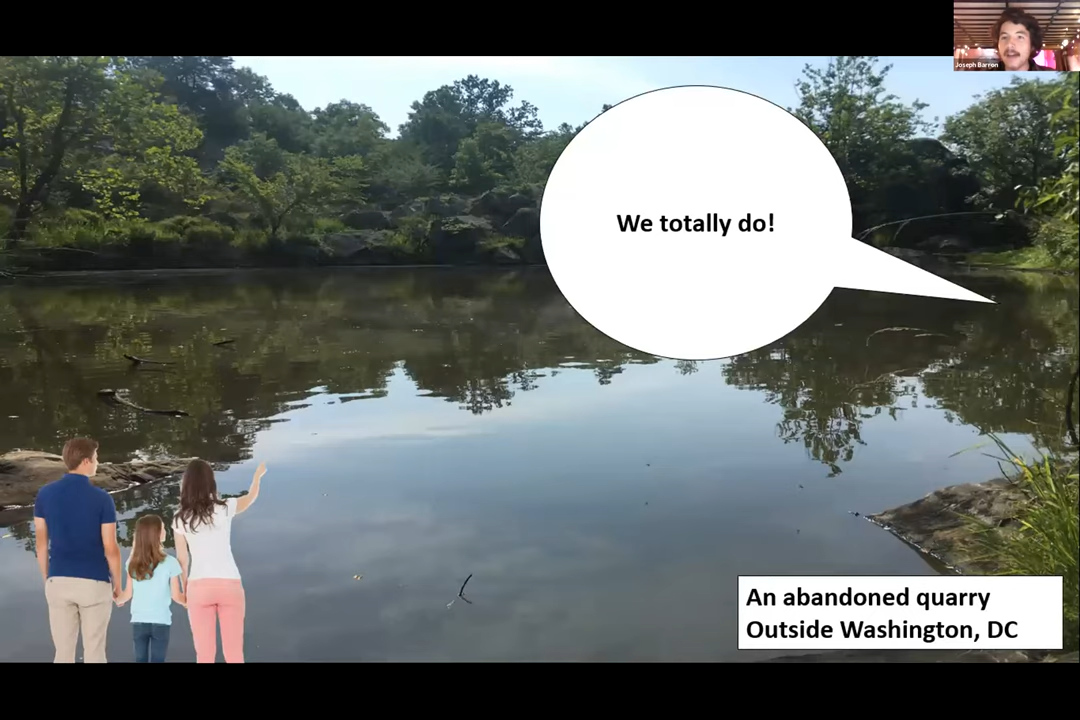 Joseph Barron
We totally do!
An abandoned quarry
Outside Washington, DC